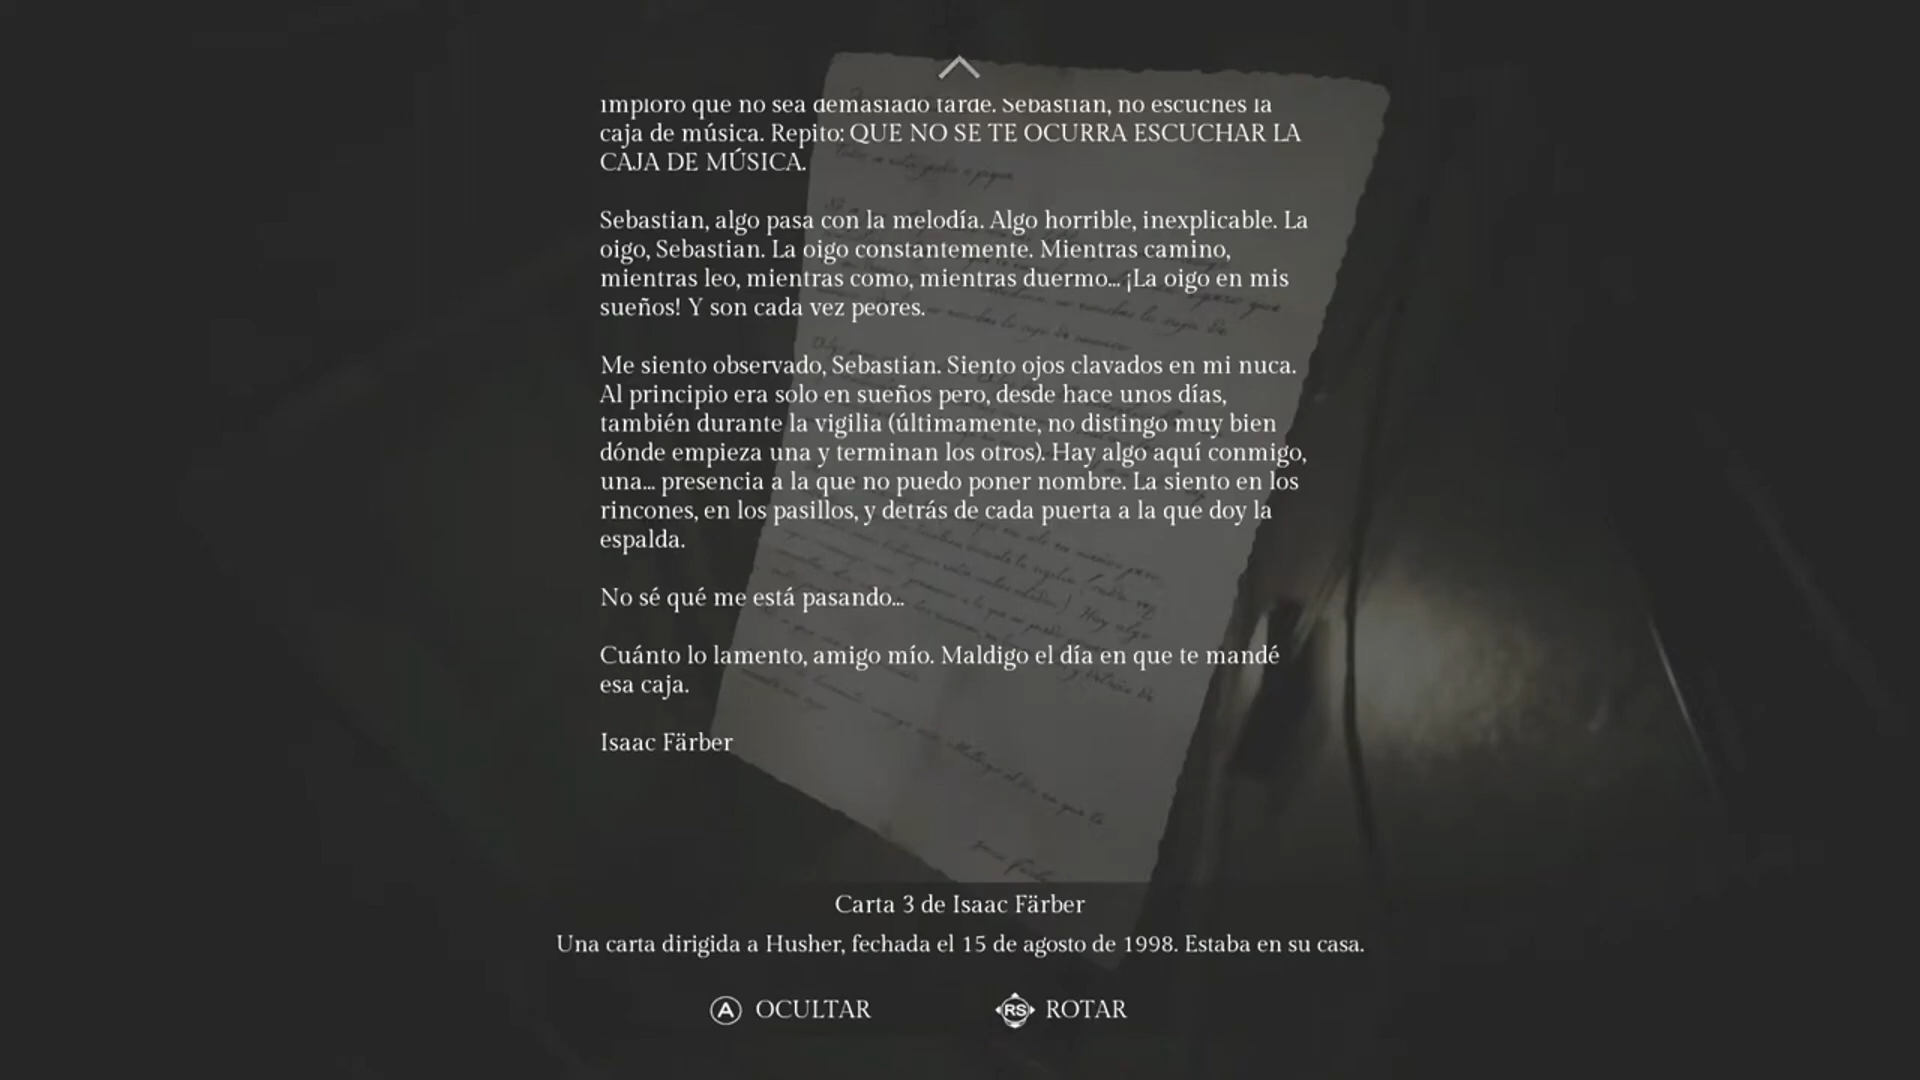 imploro que no sea demasiado tarde. Sebastian, no escuches la
caja de música. Repito: QUE NO SE TE OCURRA ESCUCHAR LA
CAJA DE MÚSICA.
Sebastian, algo pasa con la melodía. Algo horrible, inexplicable. La
oigo, Sebastian. La oigo constantemente. Mientras camino,
mientras leo, mientras como, mientras duermo... ¡La oigo en mis
sueños! Y son cada vez peores.
Me siento observado, Sebastian. Siento ojos clavados en mi nuca.
Al principio era solo en sueños pero, desde hace unos días,
también durante la vigilia (últimamente, no distingo muy bien
dónde empieza una y terminan los otros). Hay algo aquí conmigo,
una... presencia a la que no puedo poner nombre. La siento en los
rincones, en los pasillos, y detrás de cada puerta a la que doy la
espalda.
No sé qué me está pasando...
Cuánto lo lamento, amigo mío. Maldigo el día en que te mandé
esa caja.
Isaac Färber
Carta 3 de Isaac Färber
Una carta dirigida a Husher, fechada el 15 de agosto de 1998. Estaba en su casa.
A OCULTAR
RS ROTAR